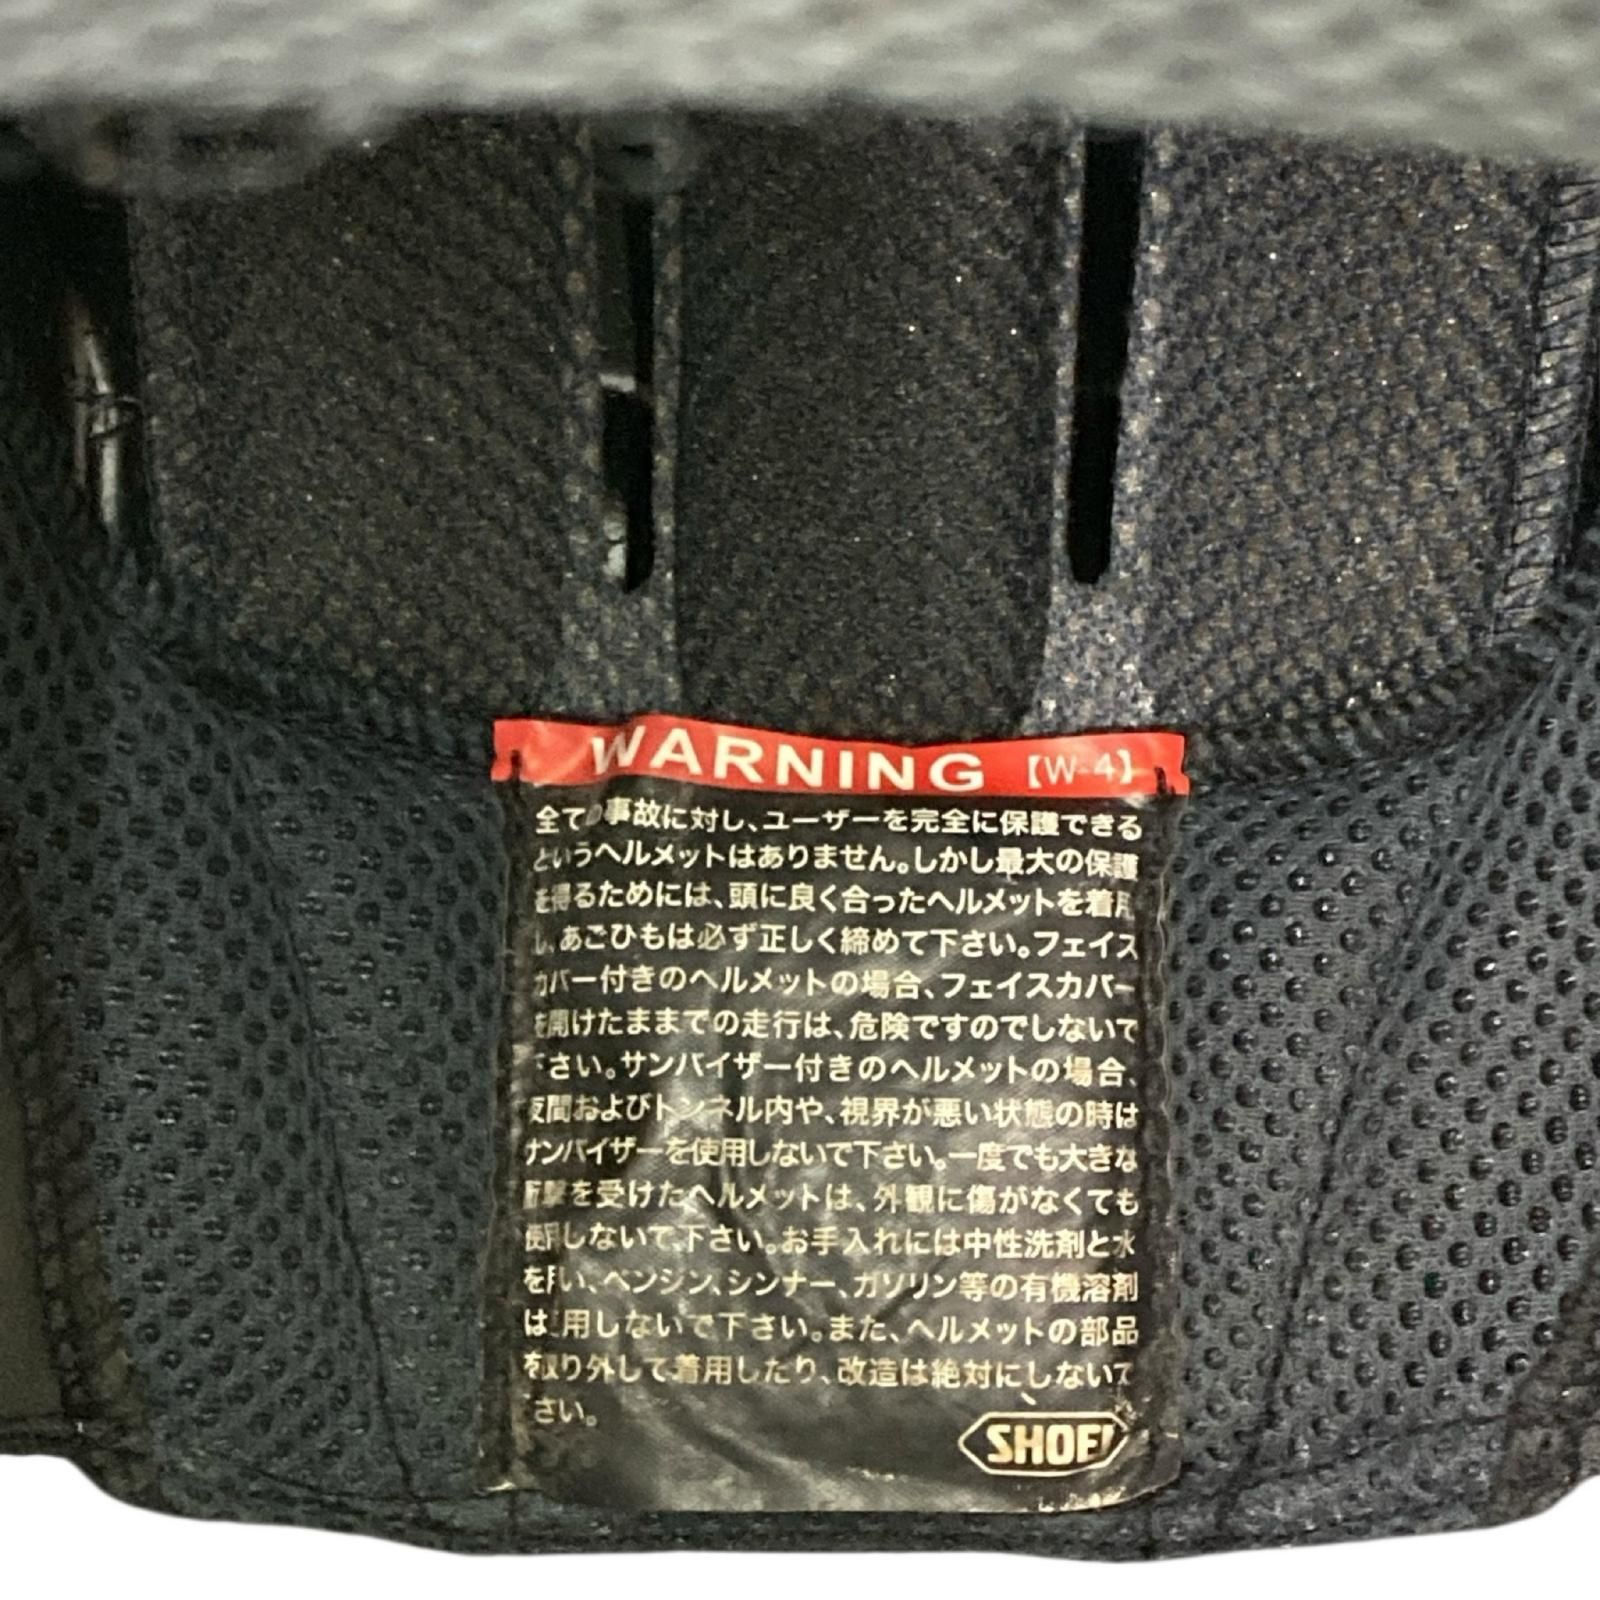 WARNING 【W-4】
全ての事故に対し、ユーザーを完全に保護できる
というヘルメットはありません。しかし最大の保護
を得るためには、頭に良く合ったヘルメットを着用
し、あごひもは必ず正しく締めて下さい。フェイス
カバー付きのヘルメットの場合、フェイスカバー
を開けたままでの走行は、危険ですのでしないで
下さい。サンバイザー付きのヘルメットの場合、
夜間およびトンネル内や、視界が悪い状態の時は
サンバイザーを使用しないで下さい。一度でも大きな
衝撃を受けたヘルメットは、外観に傷がなくても
使用しないで下さい。お手入れには中性洗剤と水
を用い、ベンジン、シンナー、ガソリン等の有機溶剤
は使用しないで下さい。また、ヘルメットの部品
を取り外して着用したり、改造は絶対にしないで
下さい。
SHOEI